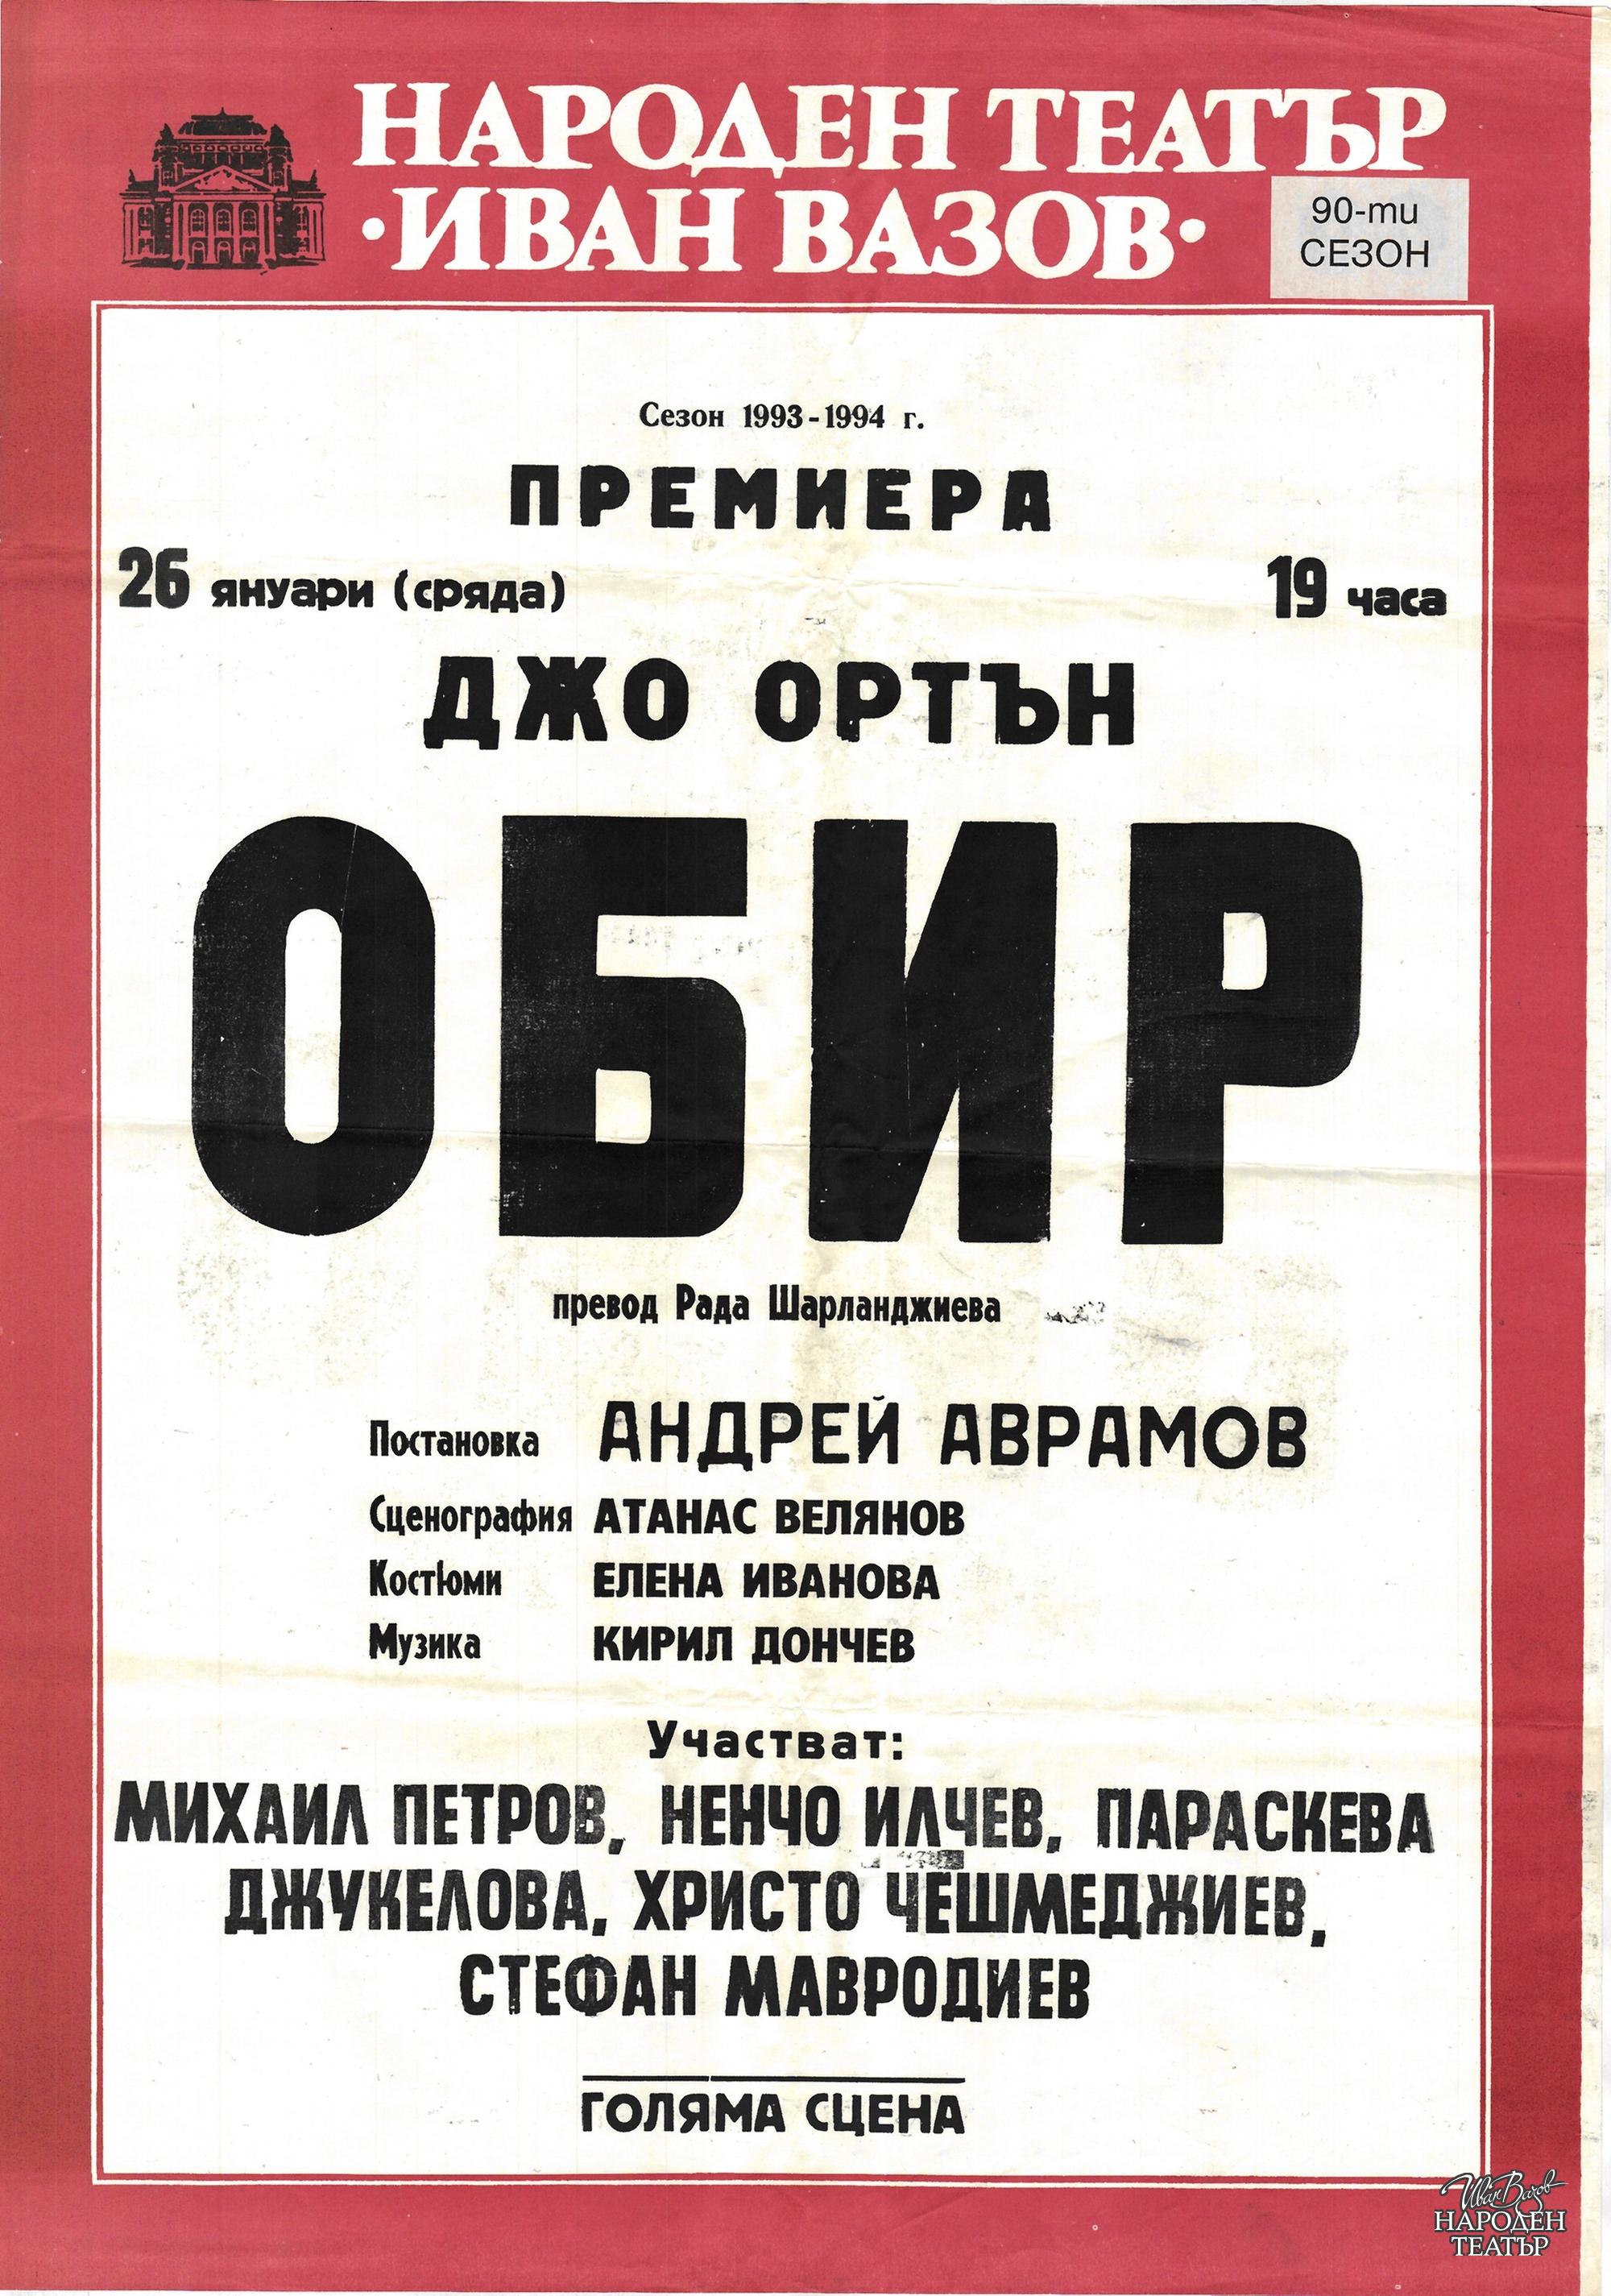 НАРОДЕН ТЕАТЪР
·ИВАН ВАЗОВ·
90-ти
СЕЗОН
Сезон 1993-1994 г.
ПРЕМИЕРА
26 януари (сряда) 19 часа
ДЖО ОРТЪН
ОБИР
превод Рада Шарланджиева
Постановка АНДРЕЙ АВРАМОВ
Сценография АТАНАС ВЕЛЯНОВ
Костюми ЕЛЕНА ИВАНОВА
Музика КИРИЛ ДОНЧЕВ
Участват:
МИХАИЛ ПЕТРОВ, НЕНЧО ИЛЧЕВ, ПАРАСКЕВА
ДЖУКЕЛОВА, ХРИСТО ЧЕШМЕДЖИЕВ,
СТЕФАН МАВРОДИЕВ
ГОЛЯМА СЦЕНА
Иван Вазов
НАРОДЕН
ТЕАТЪР